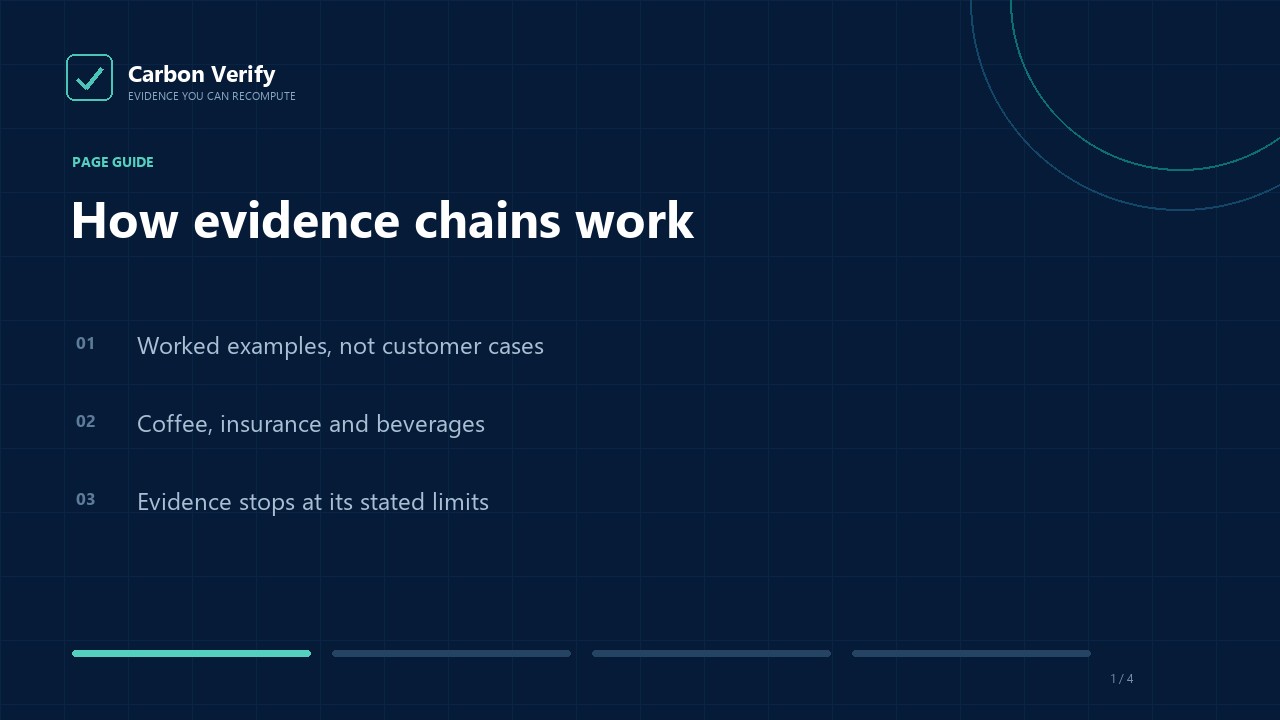 Carbon Verify
EVIDENCE YOU CAN RECOMPUTE
PAGE GUIDE
How evidence chains work
01 Worked examples, not customer cases
02 Coffee, insurance and beverages
03 Evidence stops at its stated limits
1 / 4